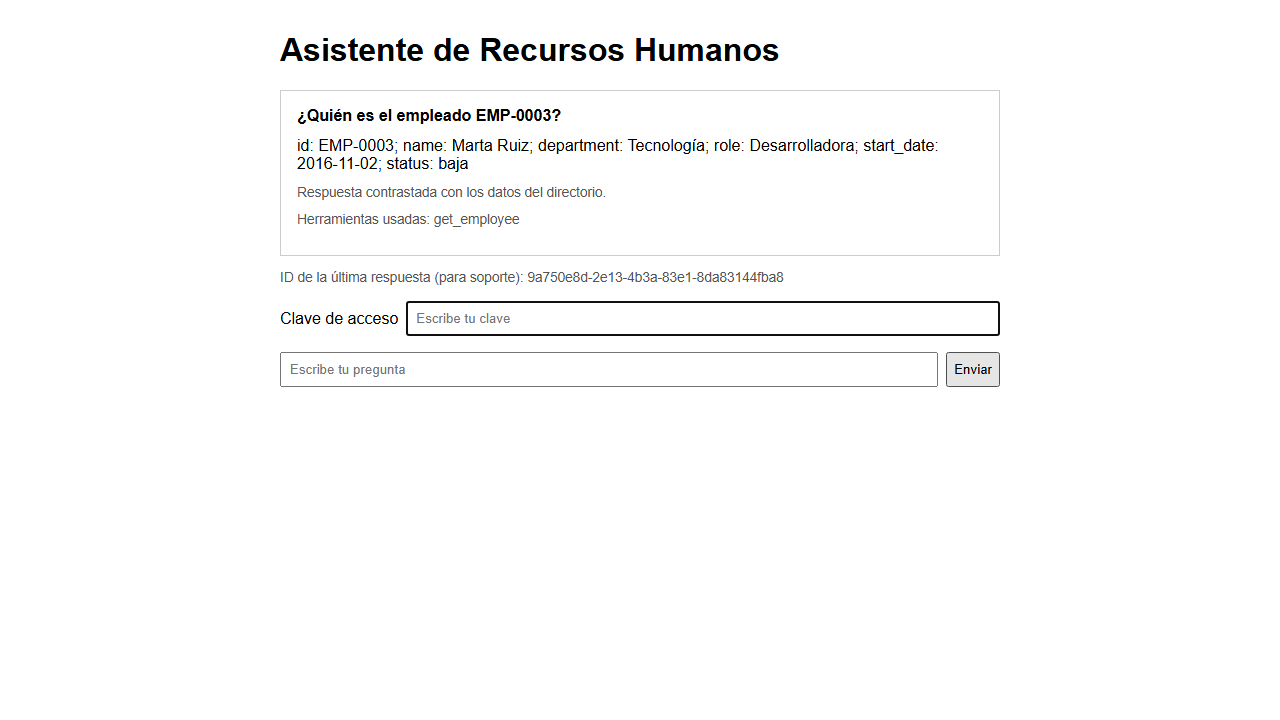 Asistente de Recursos Humanos
¿Quién es el empleado EMP-0003?
id: EMP-0003; name: Marta Ruiz; department: Tecnología; role: Desarrolladora; start_date:
2016-11-02; status: baja
Respuesta contrastada con los datos del directorio.
Herramientas usadas: get_employee
ID de la última respuesta (para soporte): 9a750e8d-2e13-4b3a-83e1-8da83144fba8
Clave de acceso Escribe tu clave
Escribe tu pregunta Enviar